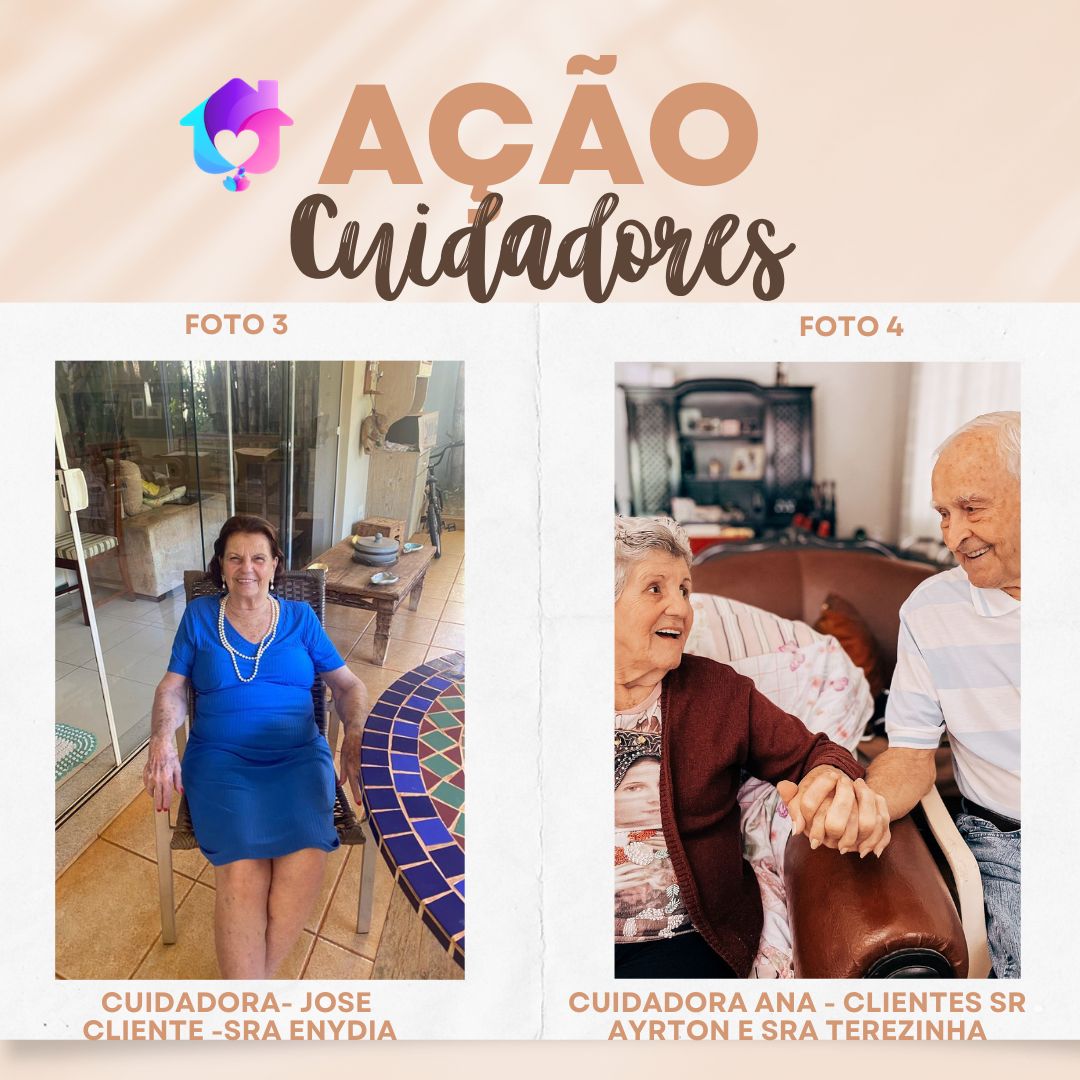 AÇÃO
Cuidadores
FOTO 3
FOTO 4
CUIDADORA- JOSE
CLIENTE -SRA ENYDIA
CUIDADORA ANA - CLIENTES SR
AYRTON E SRA TEREZINHA